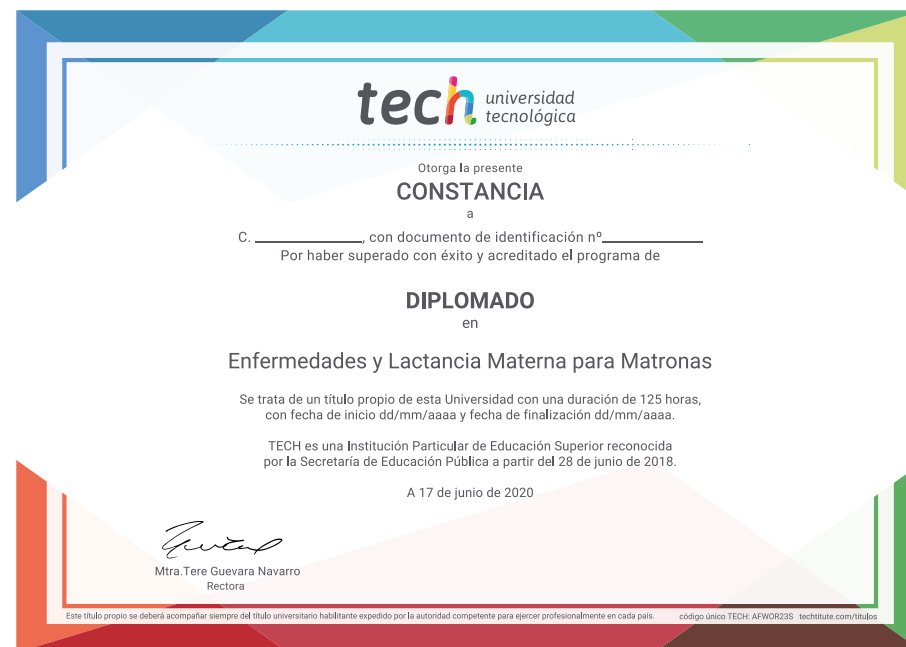 tech universidad
tecnológica
Otorga la presente
CONSTANCIA
a
C. ____________, con documento de identificación nº____________
Por haber superado con éxito y acreditado el programa de
DIPLOMADO
en
Enfermedades y Lactancia Materna para Matronas
Se trata de un título propio de esta Universidad con una duración de 125 horas,
con fecha de inicio dd/mm/aaaa y fecha de finalización dd/mm/aaaa.
TECH es una Institución Particular de Educación Superior reconocida
por la Secretaría de Educación Pública a partir del 28 de junio de 2018.
A 17 de junio de 2020
Mtra.Tere Guevara Navarro
Rectora
Este título propio se deberá acompañar siempre del título universitario habilitante expedido por la autoridad competente para ejercer profesionalmente en cada país. código único TECH: AFWOR23S techtitute.com/titulos